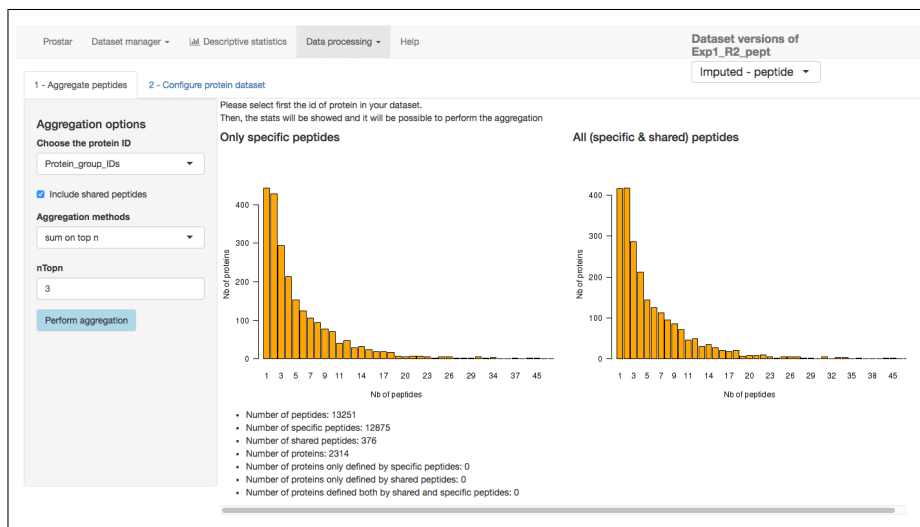 Prostar Dataset manager Descriptive statistics Data processing Help
Dataset versions of
Exp1_R2_pept
Imputed - peptide
1 - Aggregate peptides 2 - Configure protein dataset
Please select first the id of protein in your dataset.
Then, the stats will be showed and it will be possible to perform the aggregation
Aggregation options
Choose the protein ID
Protein_group_IDs
Include shared peptides
Aggregation methods
sum on top n
nTopn
3
Perform aggregation
Only specific peptides
Nb of proteins
400
300
200
100
0
1 3 5 7 9 11 14 17 20 23 26 29 34 37 45
Nb of peptides
All (specific & shared) peptides
Nb of proteins
400
300
200
100
0
1 3 5 7 9 11 14 17 20 23 26 29 32 35 38 45
Nb of peptides
• Number of peptides: 13251
• Number of specific peptides: 12875
• Number of shared peptides: 376
• Number of proteins: 2314
• Number of proteins only defined by specific peptides: 0
• Number of proteins only defined by shared peptides: 0
• Number of proteins defined both by shared and specific peptides: 0